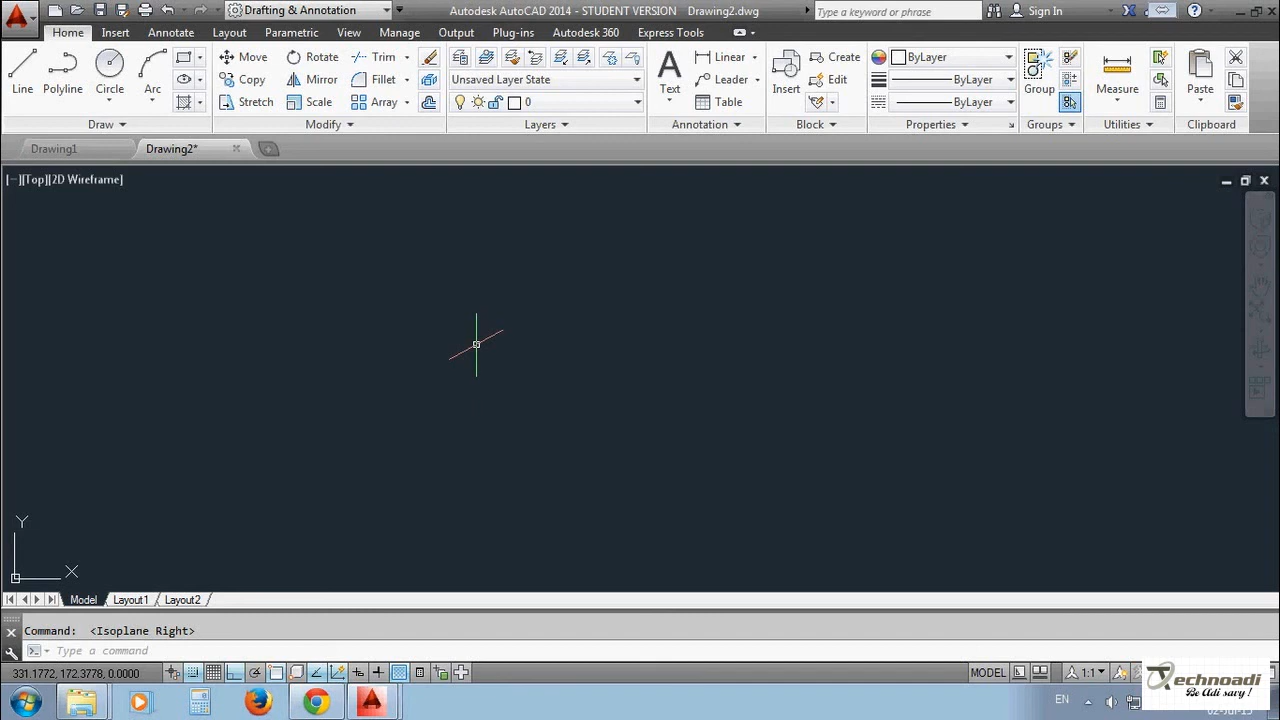 Drafting & Annotation
Autodesk AutoCAD 2014 - STUDENT VERSION Drawing2.dwg
Type a keyword or phrase
Sign In
Home Insert Annotate Layout Parametric View Manage Output Plug-ins Autodesk 360 Express Tools
Line Polyline Circle Arc
Move Rotate Trim
Copy Mirror Fillet
Stretch Scale Array
Unsaved Layer State
0
Text
Linear
Leader
Table
Insert
Create
Edit
ByLayer
ByLayer
ByLayer
Group
Measure
Paste
Draw Modify Layers Annotation Block Properties Groups Utilities Clipboard
Drawing1 Drawing2*
[−][Top][2D Wireframe]
Y
X
Model Layout1 Layout2
Command: <Isoplane Right>
Type a command
331.1772, 172.3778, 0.0000
MODEL
1:1
EN
Technoadi
Be Adi sary !